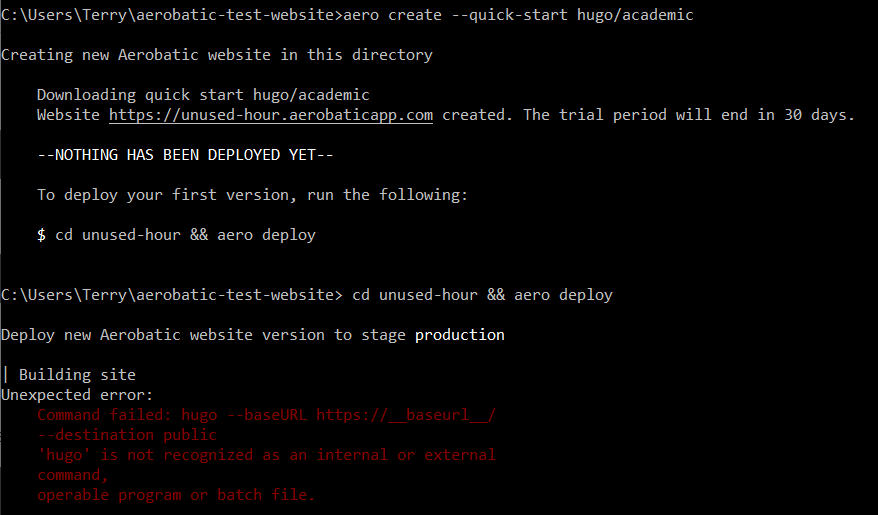 C:\Users\Terry\aerobatic-test-website>aero create --quick-start hugo/academic
Creating new Aerobatic website in this directory
Downloading quick start hugo/academic
Website https://unused-hour.aerobaticapp.com created. The trial period will end in 30 days.
--NOTHING HAS BEEN DEPLOYED YET--
To deploy your first version, run the following:
$ cd unused-hour && aero deploy
C:\Users\Terry\aerobatic-test-website> cd unused-hour && aero deploy
Deploy new Aerobatic website version to stage production
| Building site
Unexpected error:
Command failed: hugo --baseURL https://__baseurl__/
--destination public
'hugo' is not recognized as an internal or external
command,
operable program or batch file.